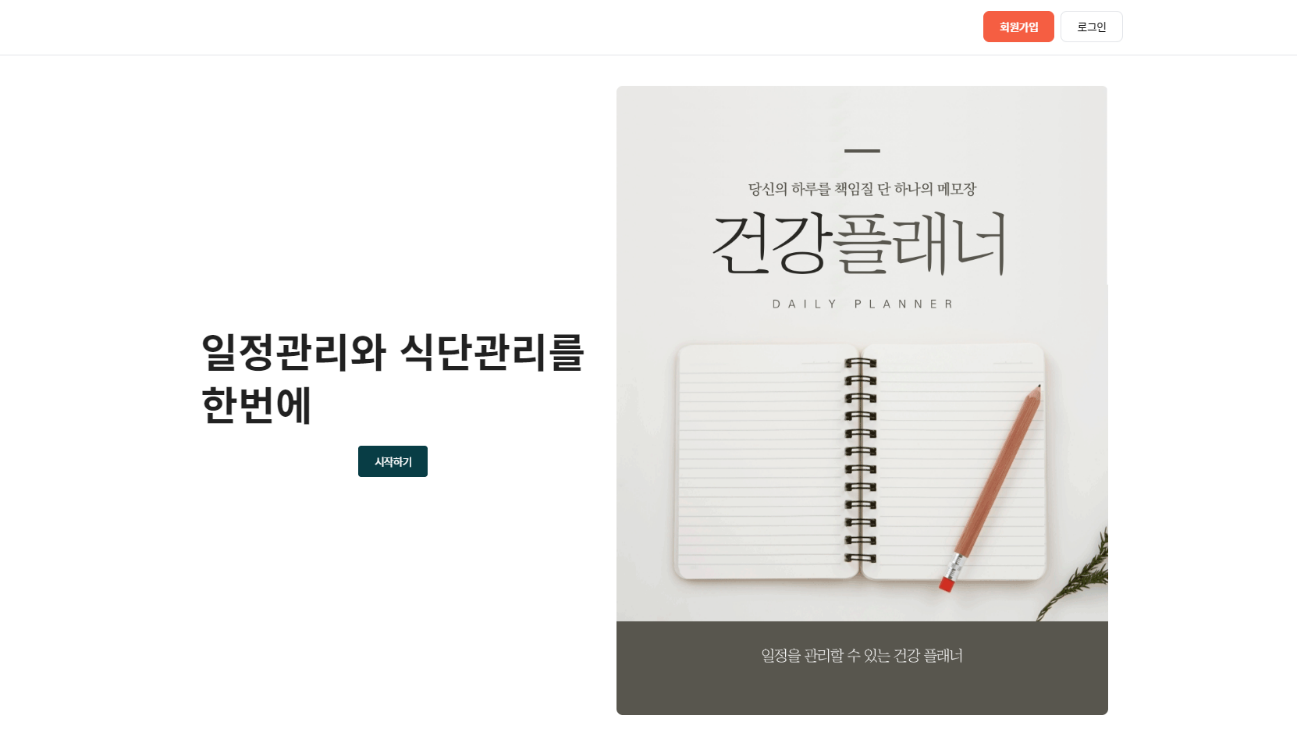 회원가입
로그인
당신의 하루를 책임질 단 하나의 메모장
건강플래너
DAILY PLANNER
일정관리와 식단관리를
한번에
시작하기
일정을 관리할 수 있는 건강 플래너